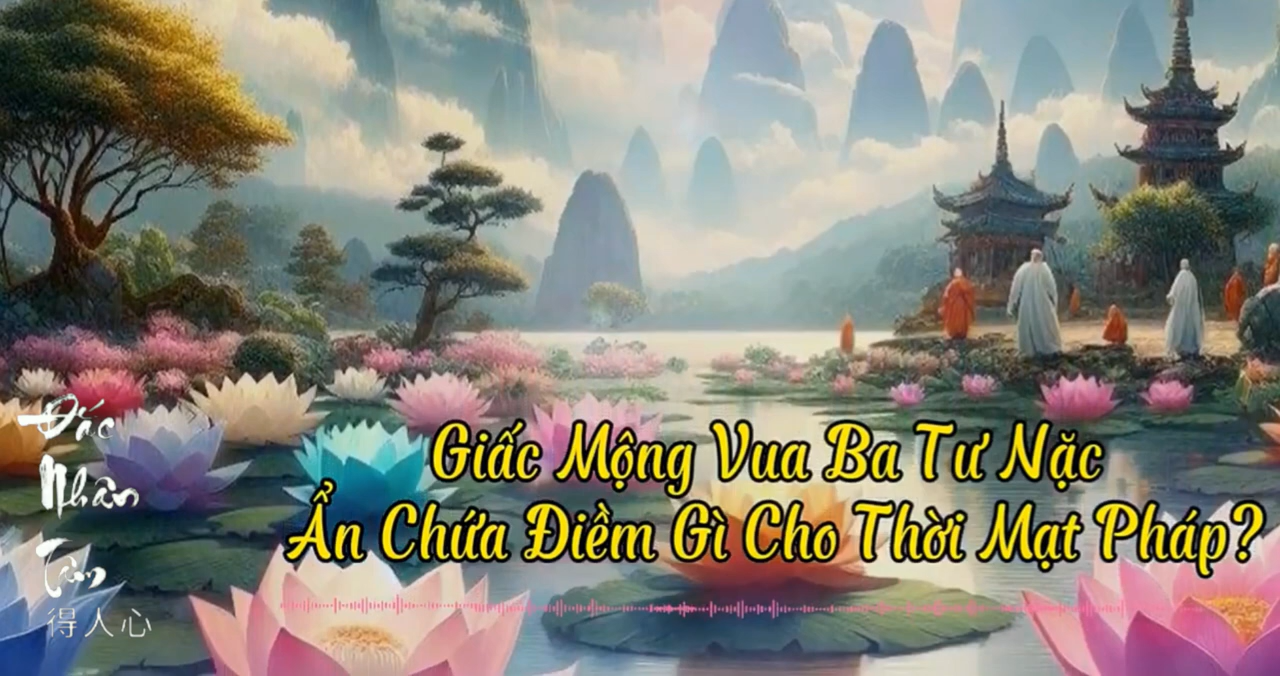 Giấc Mộng Vua Ba Tư Nặc
Ẩn Chứa Điềm Gì Cho Thời Mạt Pháp?
Đắc
Nhân
Tâm
得人心